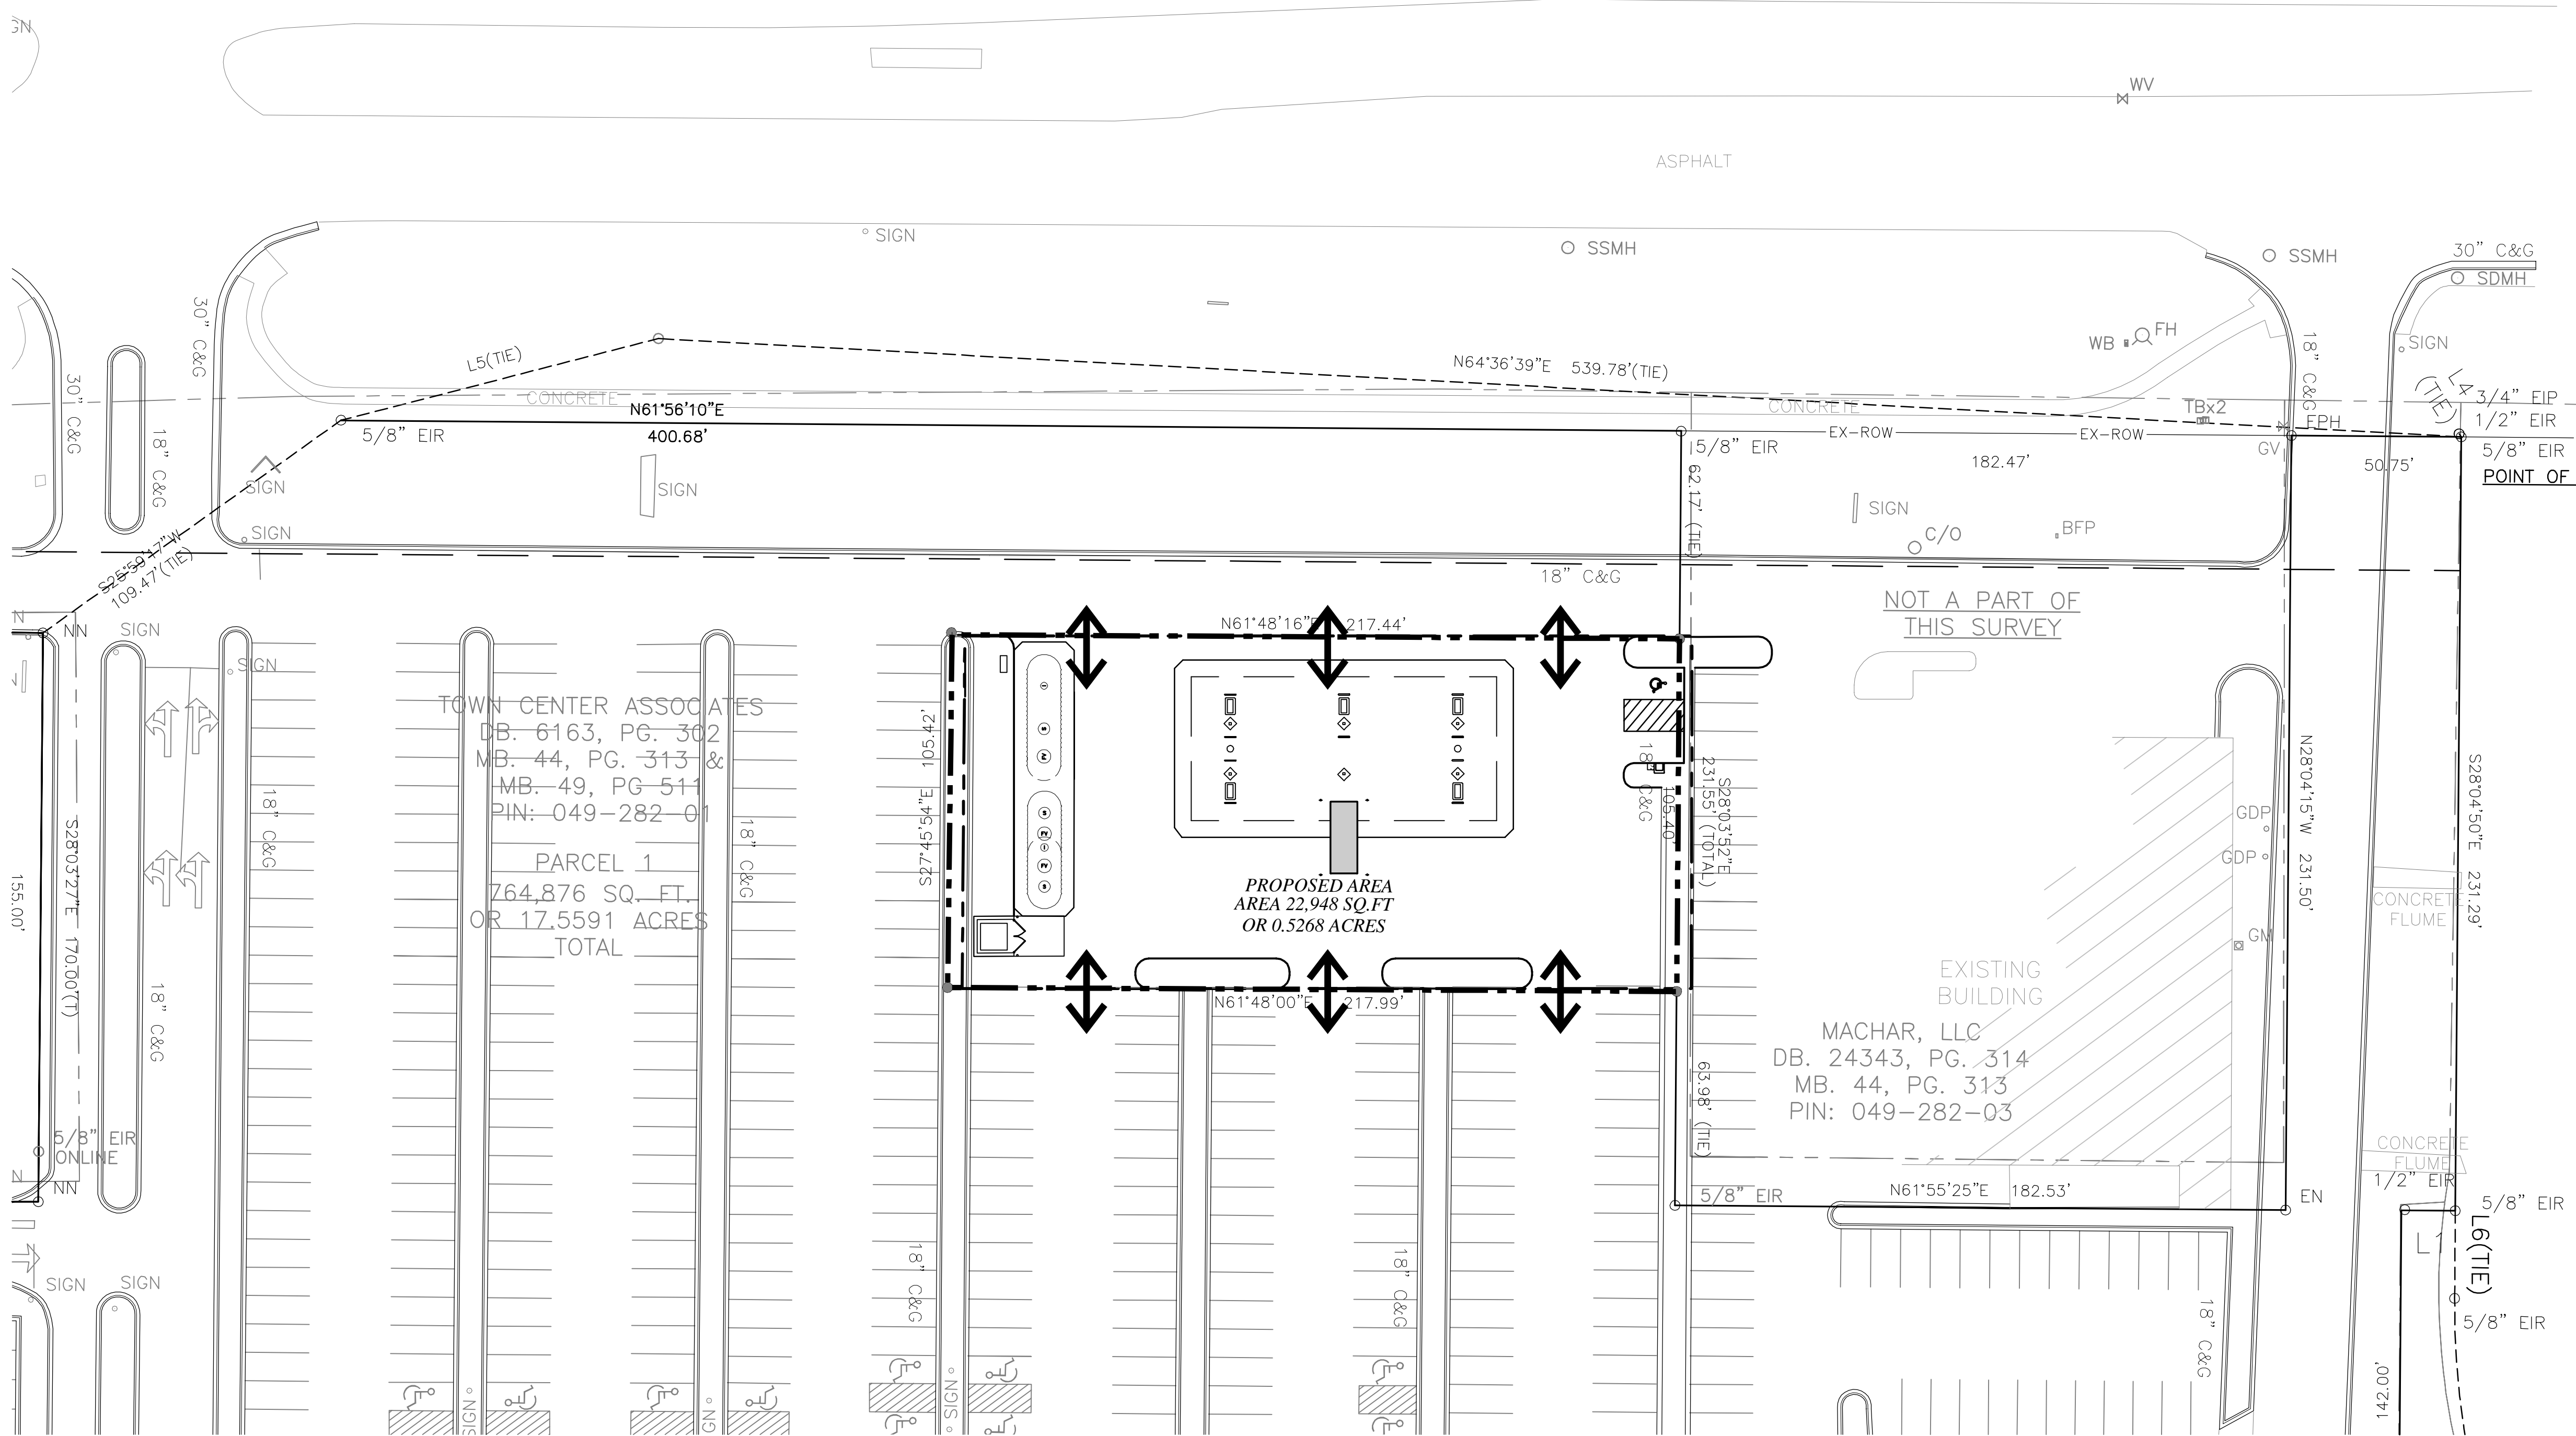 GN
WV
ASPHALT
SIGN
SSMH
SSMH
30" C&G
SDMH
30" C&G
WB
FH
18" C&G
SIGN
L5(TIE)
N64°36'39"E 539.78'(TIE)
30" C&G
L4
(TIE)
3/4" EIP
CONCRETE
N61°56'10"E
CONCRETE
TBx2
1/2" EIR
5/8" EIR
400.68'
18" C&G
5/8" EIR
EX-ROW
EX-ROW
FPH
GV
5/8" EIR
182.47'
50.75'
POINT OF
SIGN
SIGN
62.17' (TIE)
SIGN
SIGN
C/O
BFP
S25°59'17"W
109.47'(TIE)
18" C&G
NOT A PART OF
THIS SURVEY
N
NN
SIGN
N61°48'16"E 217.44'
SIGN
TOWN CENTER ASSOCIATES
DB. 6163, PG. 302
MB. 44, PG. 313 &
MB. 49, PG 511
PIN: 049-282-01
PARCEL 1
764,876 SQ. FT.
OR 17.5591 ACRES
TOTAL
S27°45'54"E 105.42'
18" C&G
105.40'
231.55' (TOTAL)
S28°03'52"E
N28°04'15"W 231.50'
S28°04'50"E 231.29'
GDP
GDP
GM
18" C&G
18" C&G
155.00'
S28°03'27"E 170.00'(T)
PROPOSED AREA
AREA 22,948 SQ.FT
OR 0.5268 ACRES
CONCRETE
FLUME
EXISTING
BUILDING
18" C&G
N61°48'00"E 217.99'
MACHAR, LLC
DB. 24343, PG. 314
MB. 44, PG. 313
PIN: 049-282-03
63.98' (TIE)
5/8" EIR
ONLINE
CONCRETE
FLUME
1/2" EIR
N
NN
5/8" EIR
N61°55'25"E 182.53'
EN
5/8" EIR
L1
L6(TIE)
SIGN
SIGN
18" C&G
18" C&G
18" C&G
5/8" EIR
142.00'
SIGN
GN
SIGN